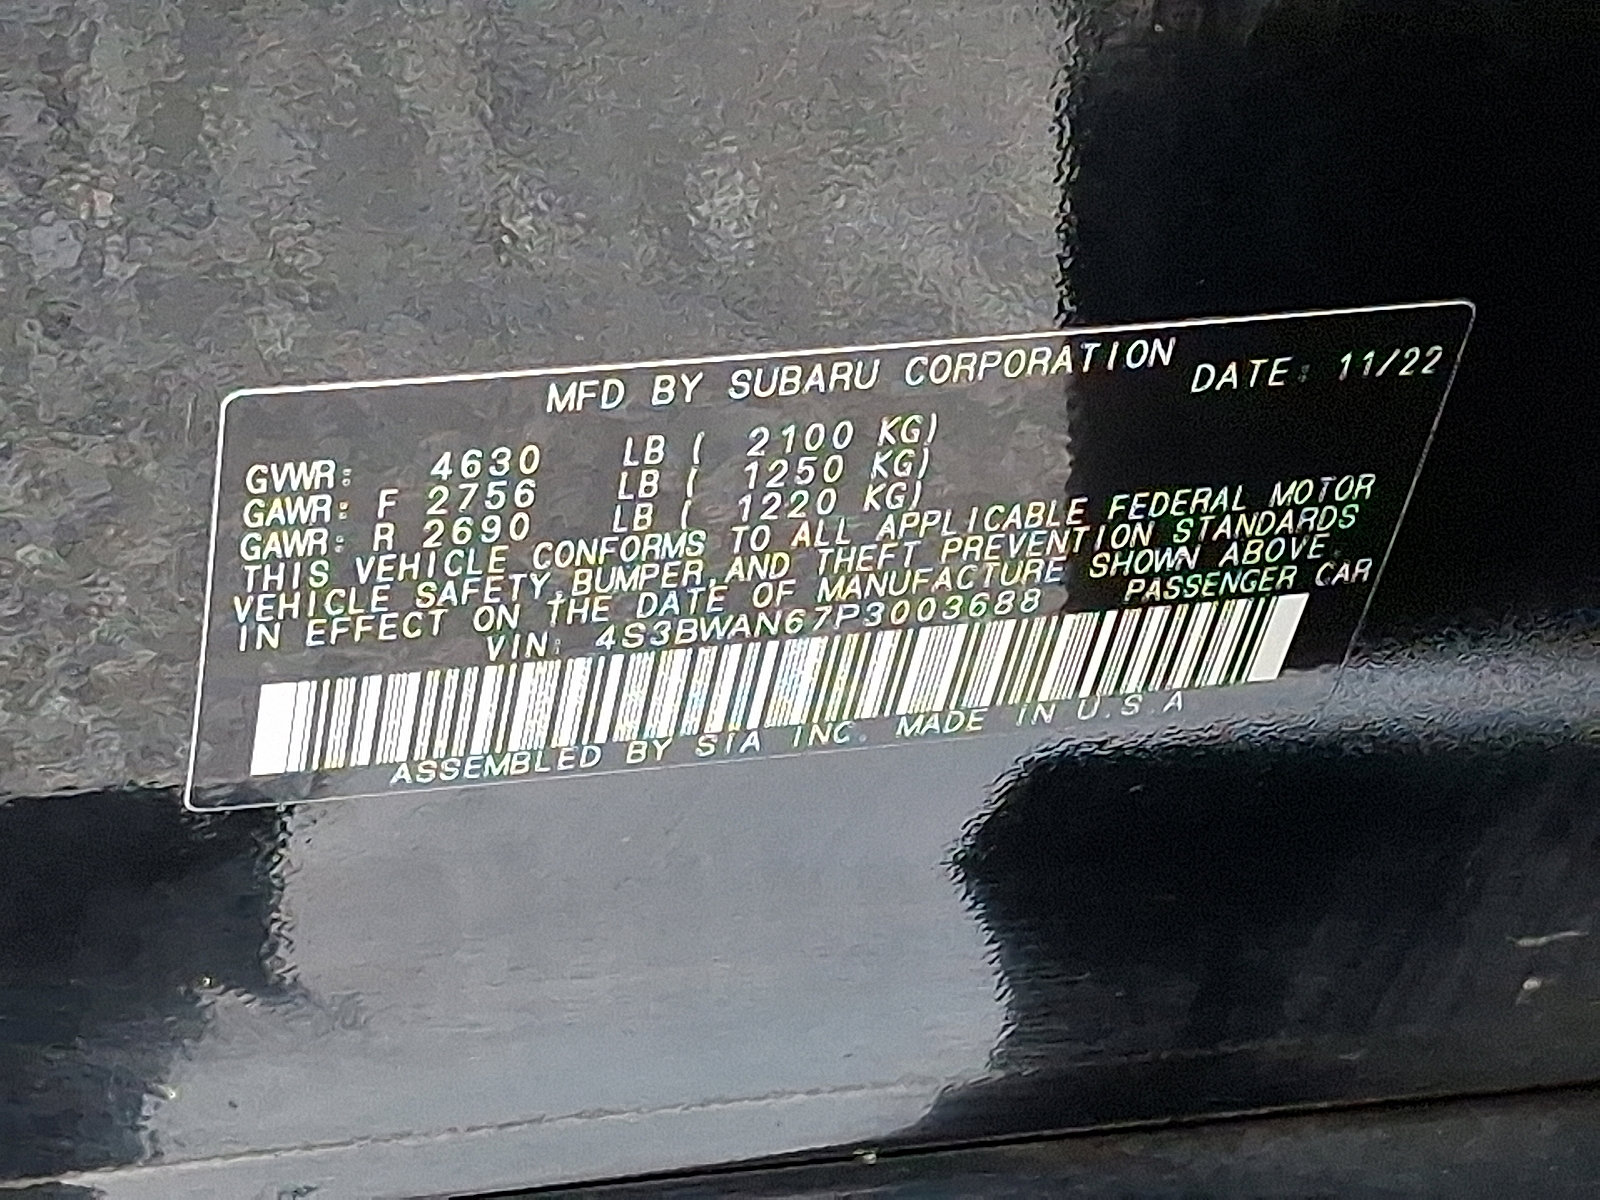 MFD BY SUBARU CORPORATION DATE: 11/22
GVWR: 4630 LB ( 2100 KG)
GAWR: F 2756 LB ( 1250 KG)
GAWR: R 2690 LB ( 1220 KG)
THIS VEHICLE CONFORMS TO ALL APPLICABLE FEDERAL MOTOR
VEHICLE SAFETY,BUMPER,AND THEFT PREVENTION STANDARDS
IN EFFECT ON THE DATE OF MANUFACTURE SHOWN ABOVE.
VIN: 4S3BWAN67P3003688 PASSENGER CAR
ASSEMBLED BY SIA INC. MADE IN U.S.A